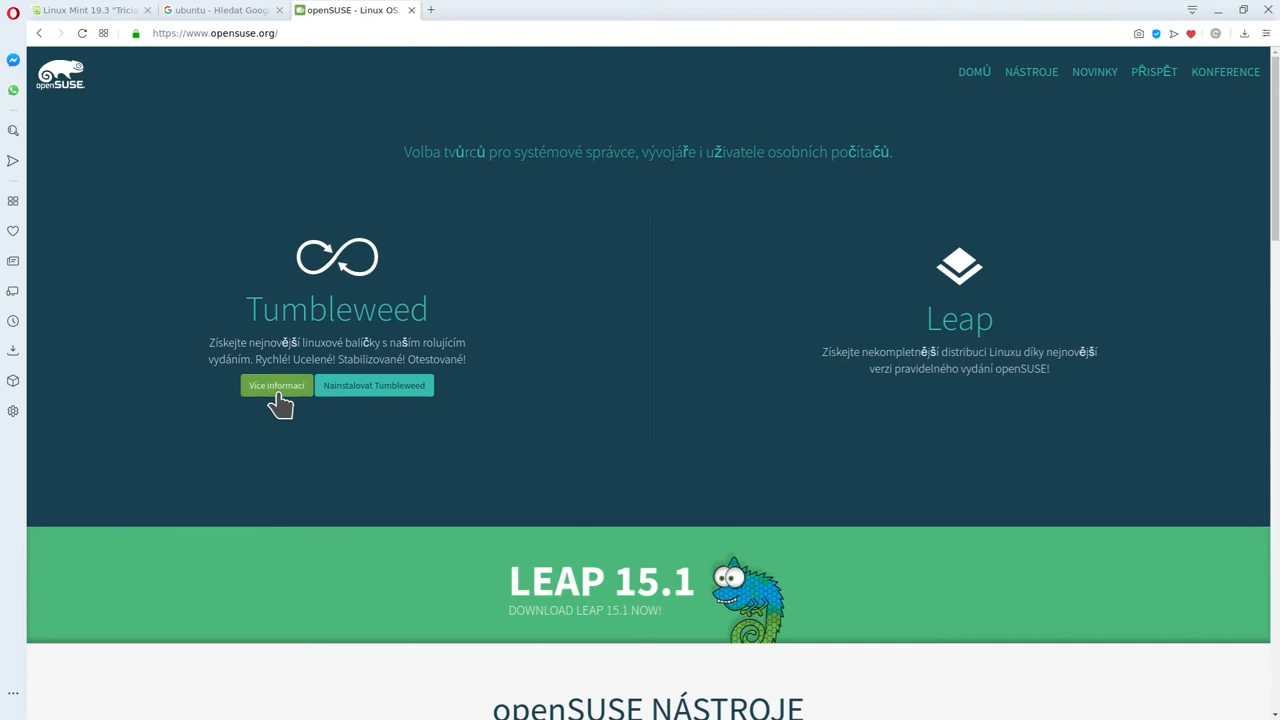 Linux Mint 19.3 "Tricia
ubuntu - Hledat Goog
openSUSE - Linux OS.
https://www.opensuse.org/
openSUSE
DOMŮ NÁSTROJE NOVINKY PŘISPĚT KONFERENCE
Volba tvůrců pro systémové správce, vývojáře i uživatele osobních počítačů.
Tumbleweed
Získejte nejnovější linuxové balíčky s naším rolujícím
vydáním. Rychlé! Ucelené! Stabilizované! Otestované!
Více informací Nainstalovat Tumbleweed
Leap
Získejte nekompletnější distribuci Linuxu díky nejnovější
verzi pravidelného vydání openSUSE!
LEAP 15.1
DOWNLOAD LEAP 15.1 NOW!
openSUSE NÁSTROJE